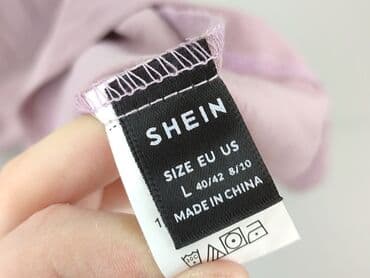 SHEIN
SIZE EU US
L 40/42 8/10
MADE IN CHINA